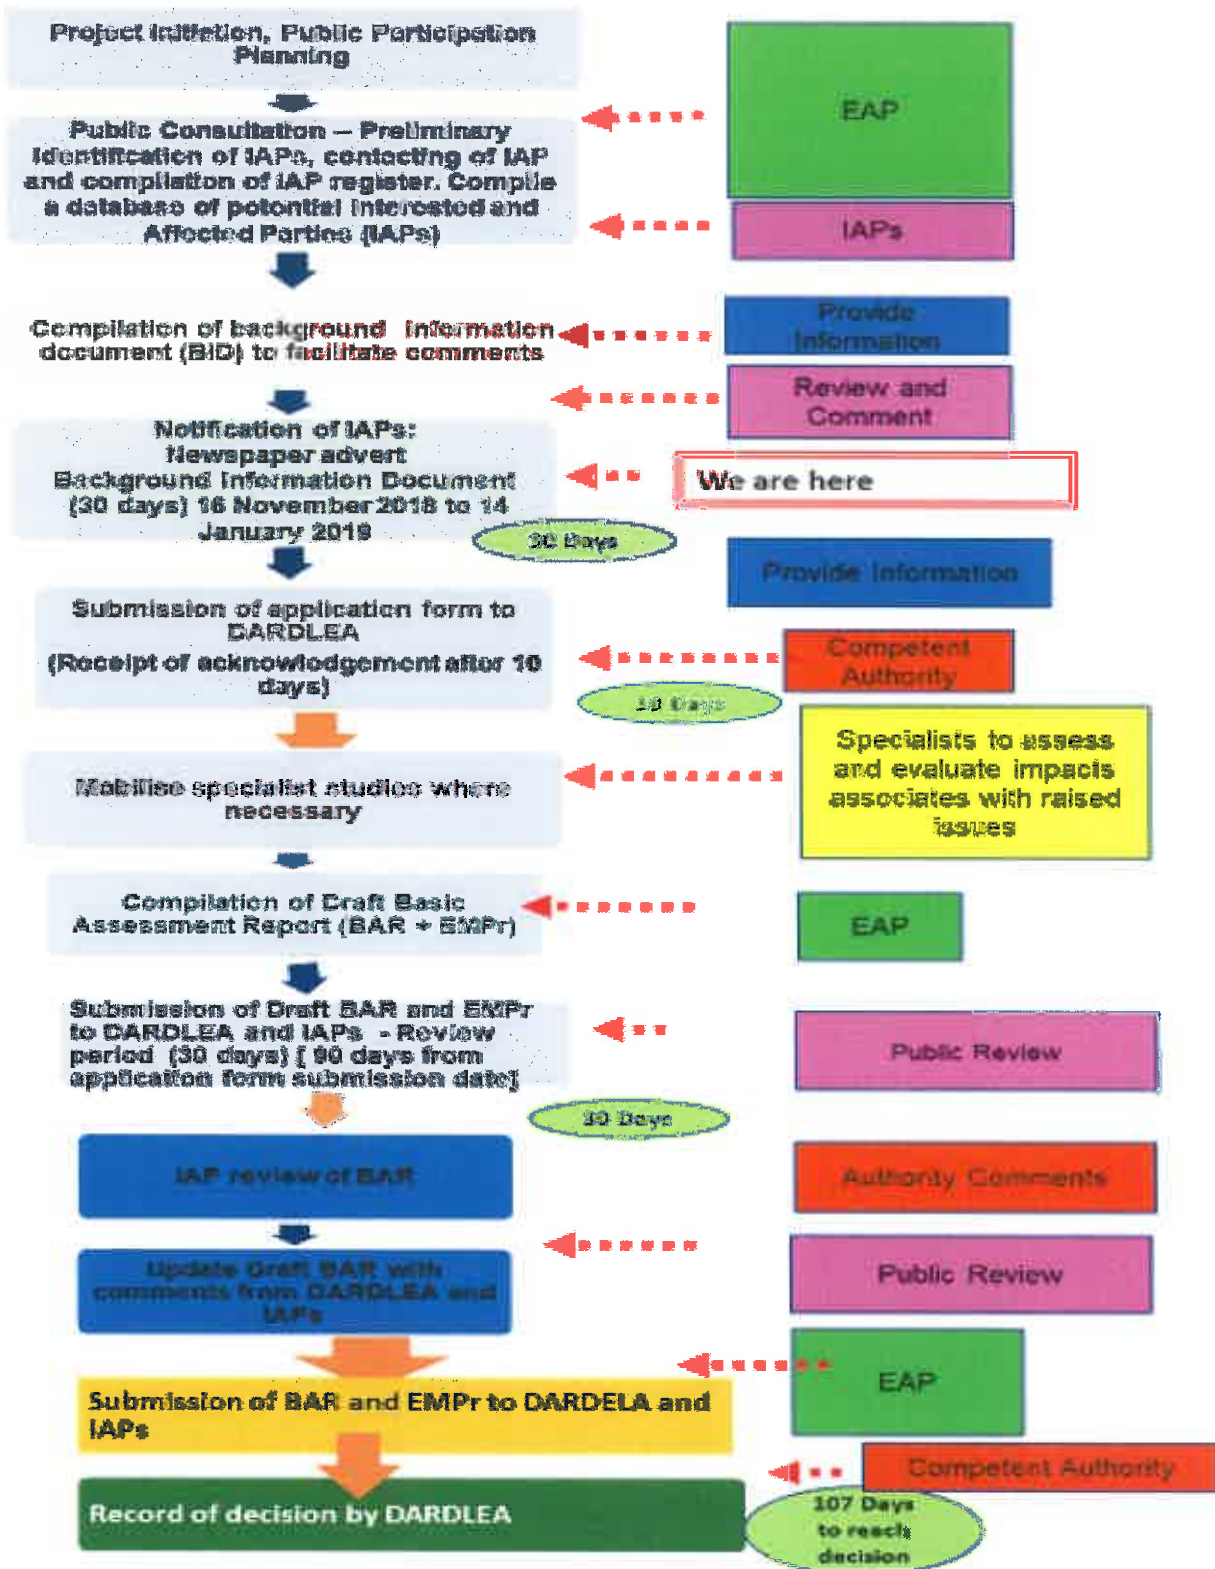 Project Initiation, Public Participation
Planning
EAP
Public Consultation – Preliminary
Identification of IAPs, contacting of IAP
and compilation of IAP register. Compile
a database of potential Interested and
Affected Parties (IAPs)
IAPs
Compilation of background Information
document (BID) to facilitate comments
Provide
Information
Review and
Comment
Notification of IAPs:
Newspaper advert
Background Information Document
(30 days) 16 November 2018 to 14
January 2019
We are here
30 Days
Provide Information
Submission of application form to
DARDLEA
(Receipt of acknowledgement after 10
days)
Competent
Authority
10 Days
Mobilise specialist studies where
necessary
Specialists to assess
and evaluate impacts
associates with raised
issues
Compilation of Draft Basic
Assessment Report (BAR + EMPr)
EAP
Submission of Draft BAR and EMPr
to DARDLEA and IAPs - Review
period (30 days) [ 90 days from
application form submission date]
Public Review
30 Days
IAP review of BAR
Authority Comments
Update Draft BAR with
comments from DARDLEA and
IAPs
Public Review
EAP
Submission of BAR and EMPr to DARDELA and
IAPs
Competent Authority
Record of decision by DARDLEA
107 Days
to reach
decision